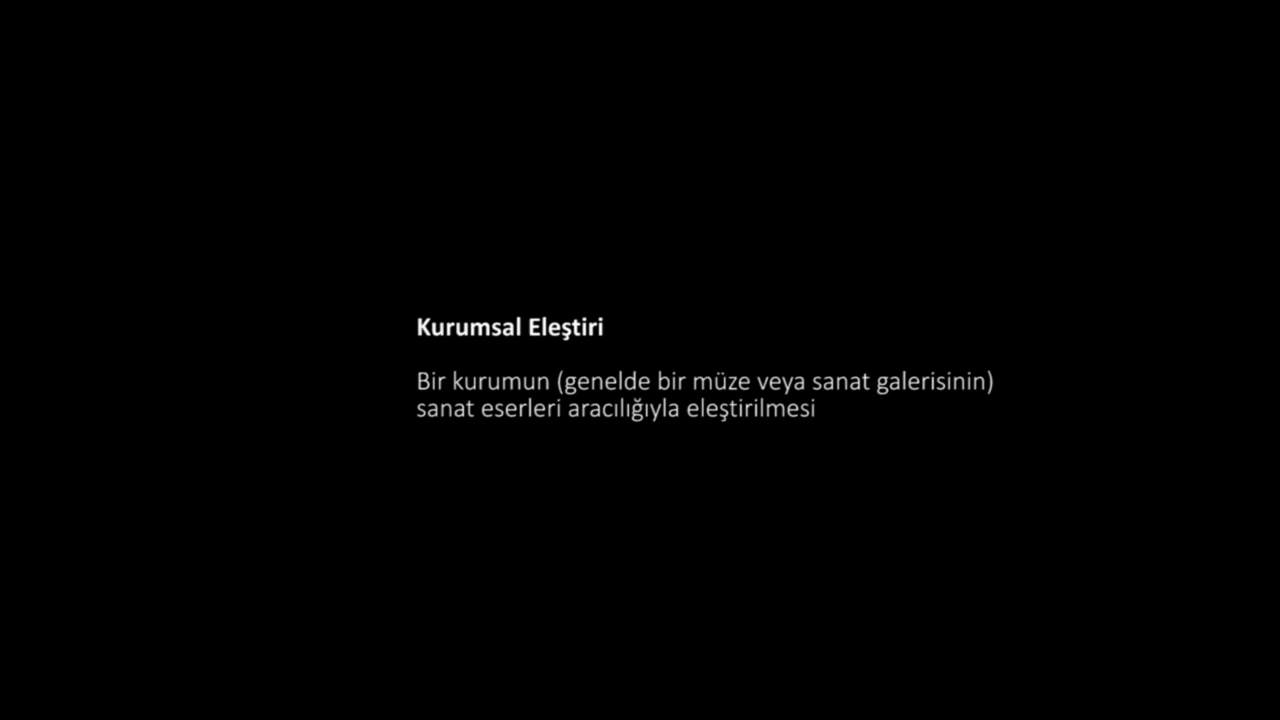 Kurumsal Eleştiri
Bir kurumun (genelde bir müze veya sanat galerisinin)
sanat eserleri aracılığıyla eleştirilmesi